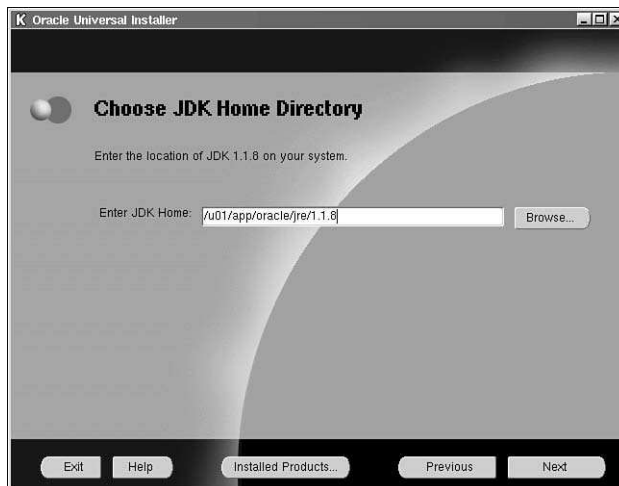 K Oracle Universal Installer
Choose JDK Home Directory
Enter the location of JDK 1.1.8 on your system.
Enter JDK Home: /u01/app/oracle/jre/1.1.8 Browse...
Exit Help Installed Products... Previous Next